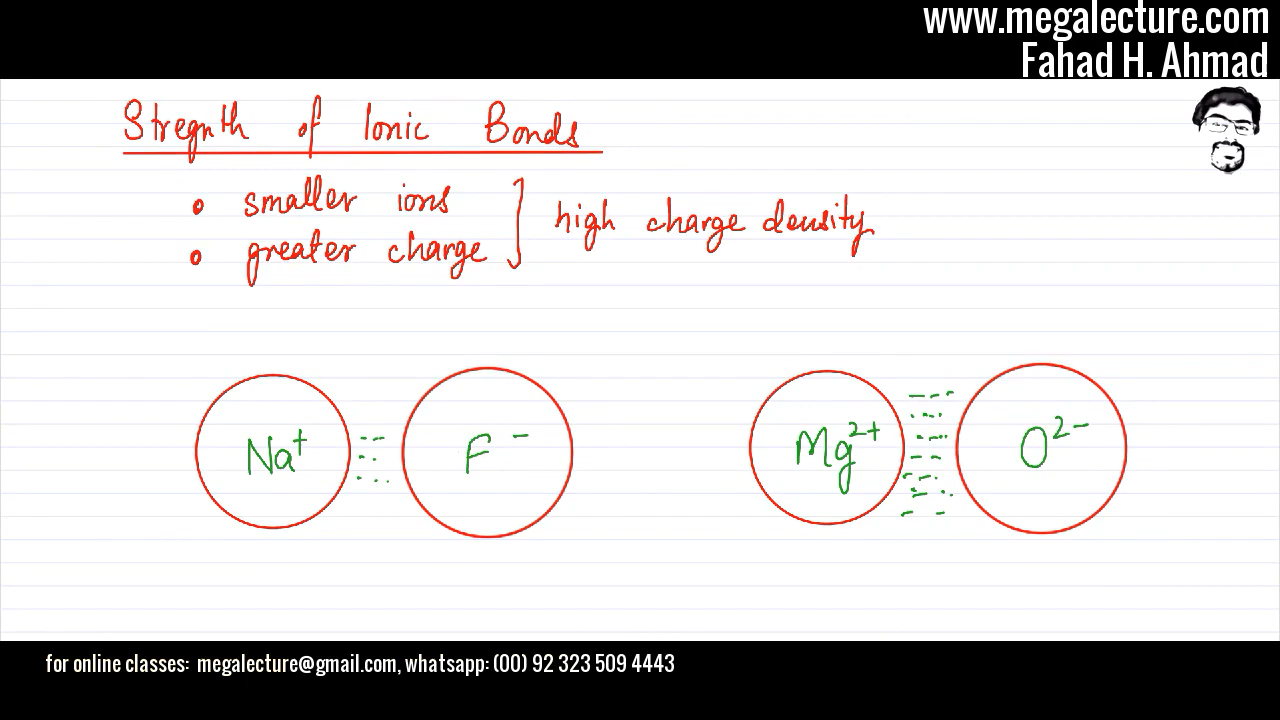 www.megalecture.com
Fahad H. Ahmad
Stregnth of Ionic Bonds
• smaller ions
• greater charge
} high charge density
Na⁺ F⁻ Mg²⁺ O²⁻
for online classes: megalecture@gmail.com, whatsapp: (00) 92 323 509 4443